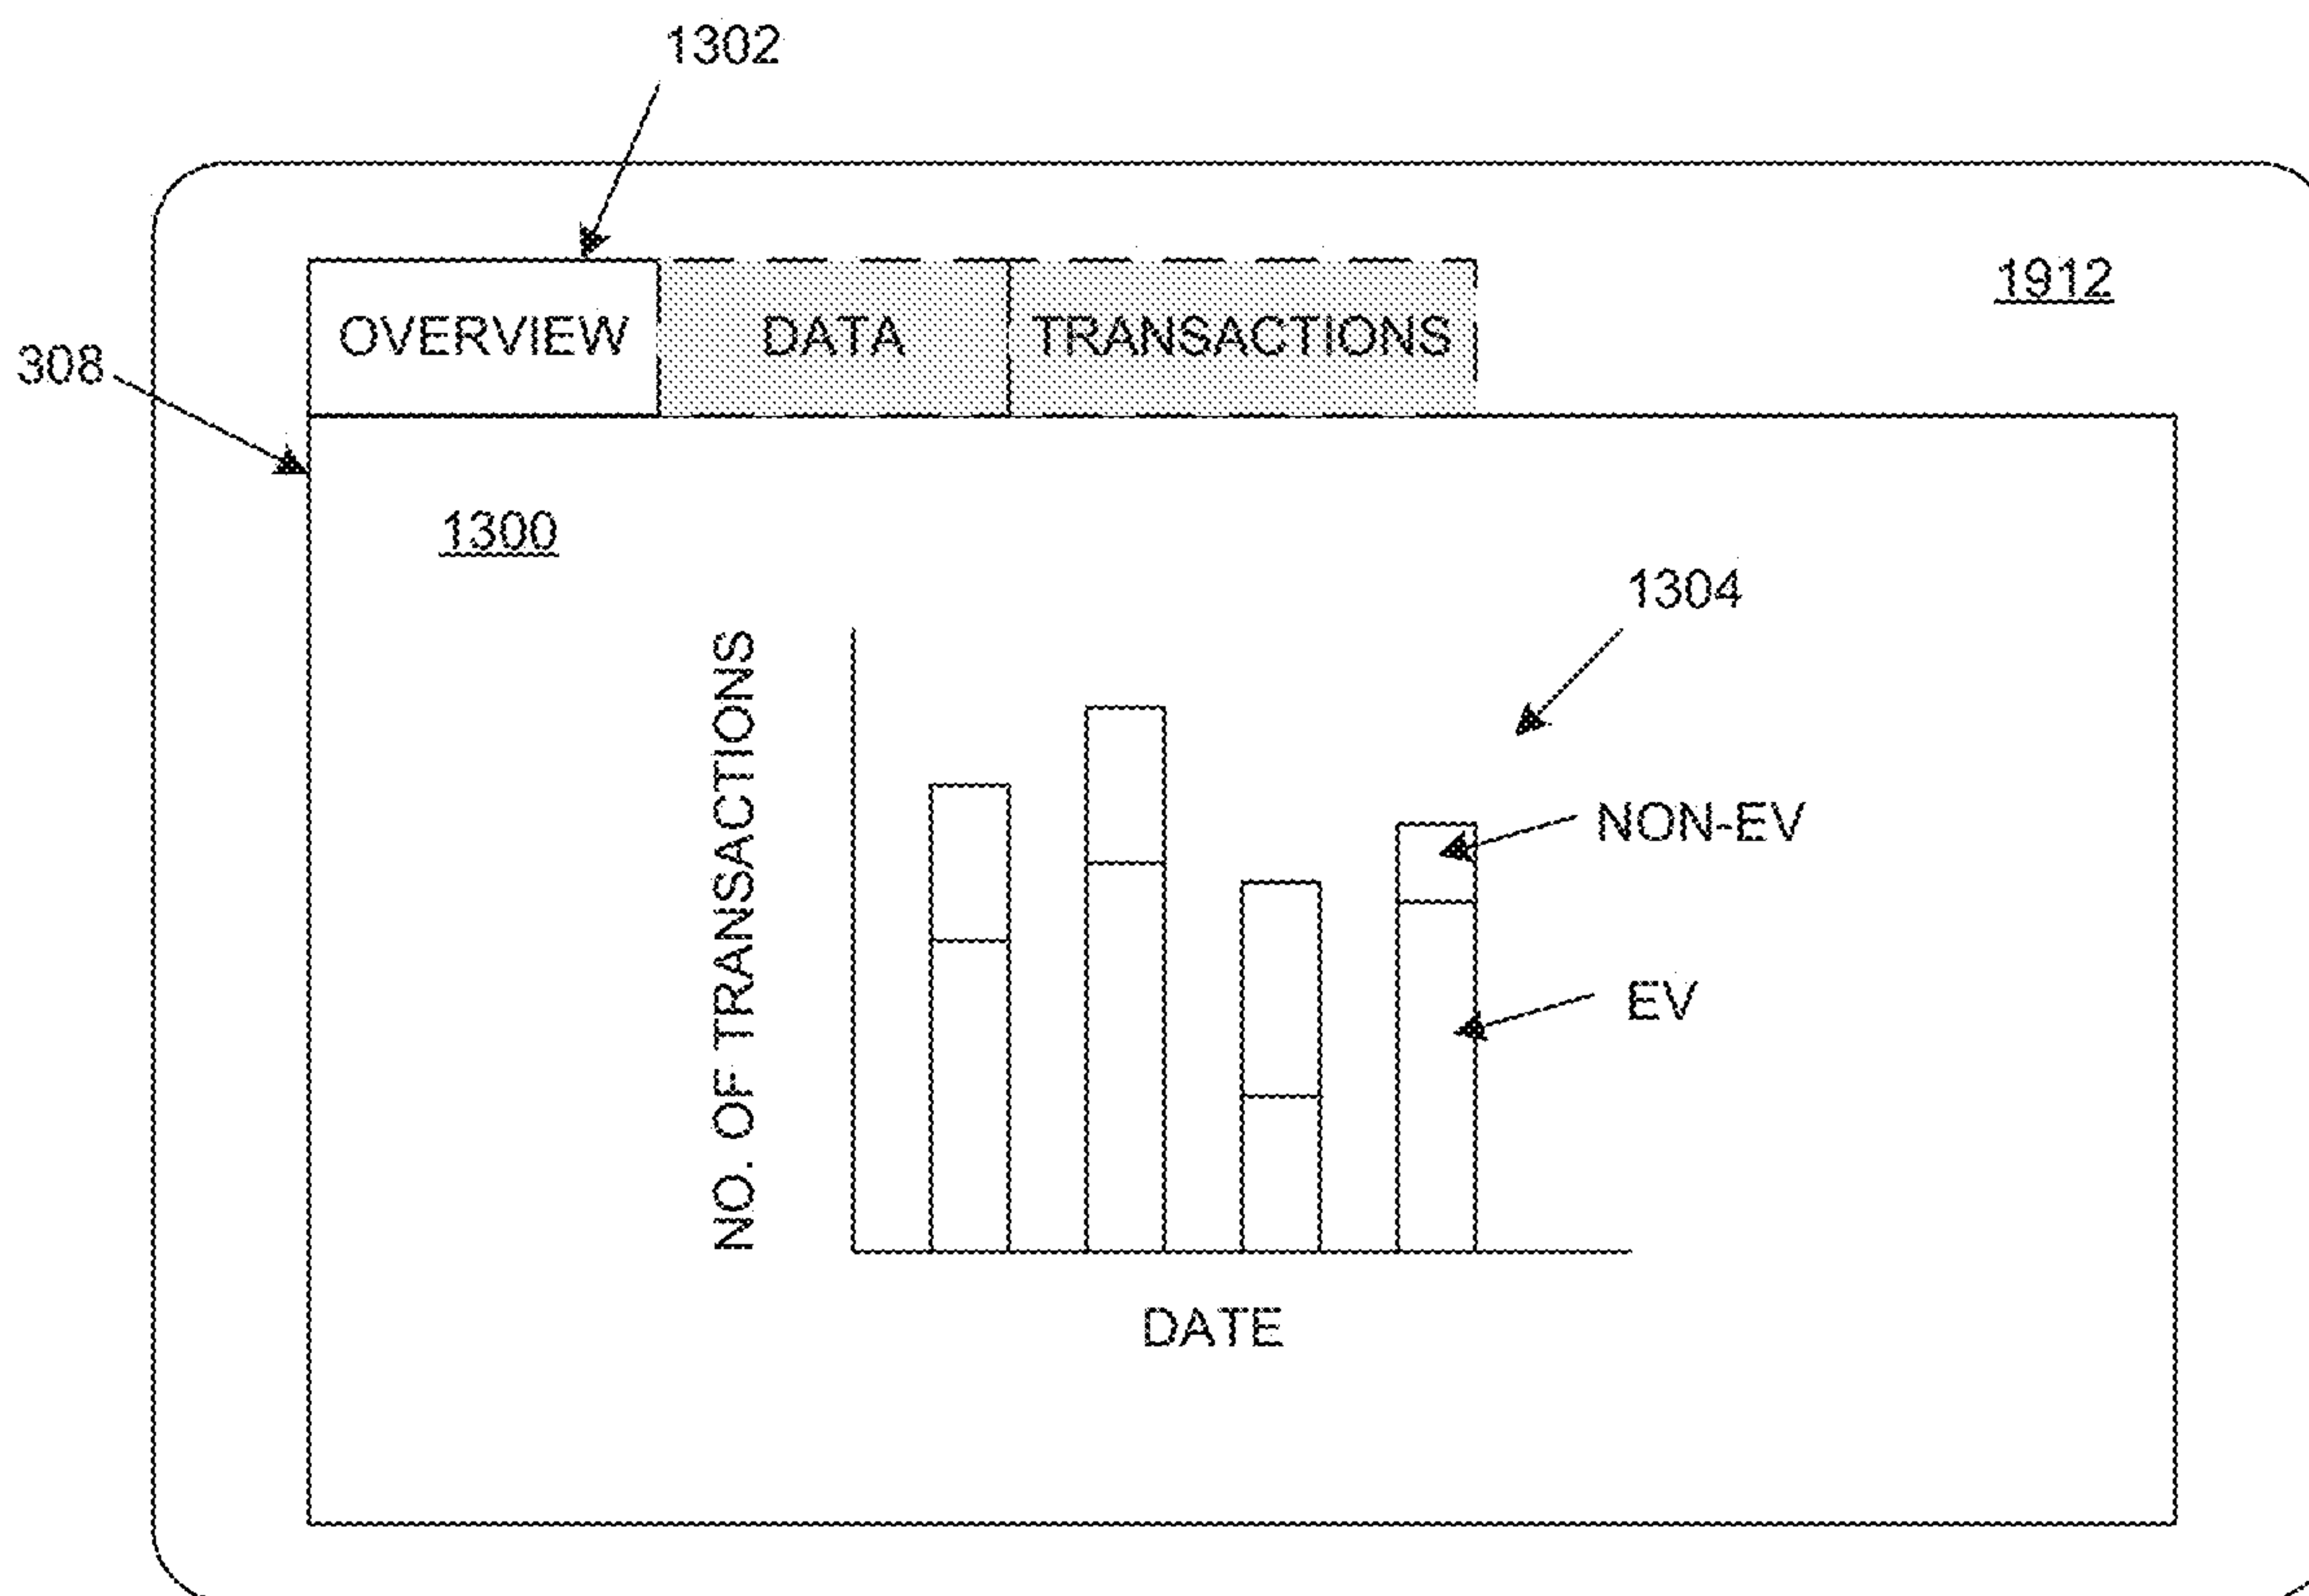 1302
1912
OVERVIEW DATA TRANSACTIONS
308
1300
1304
NO. OF TRANSACTIONS
NON-EV
EV
DATE